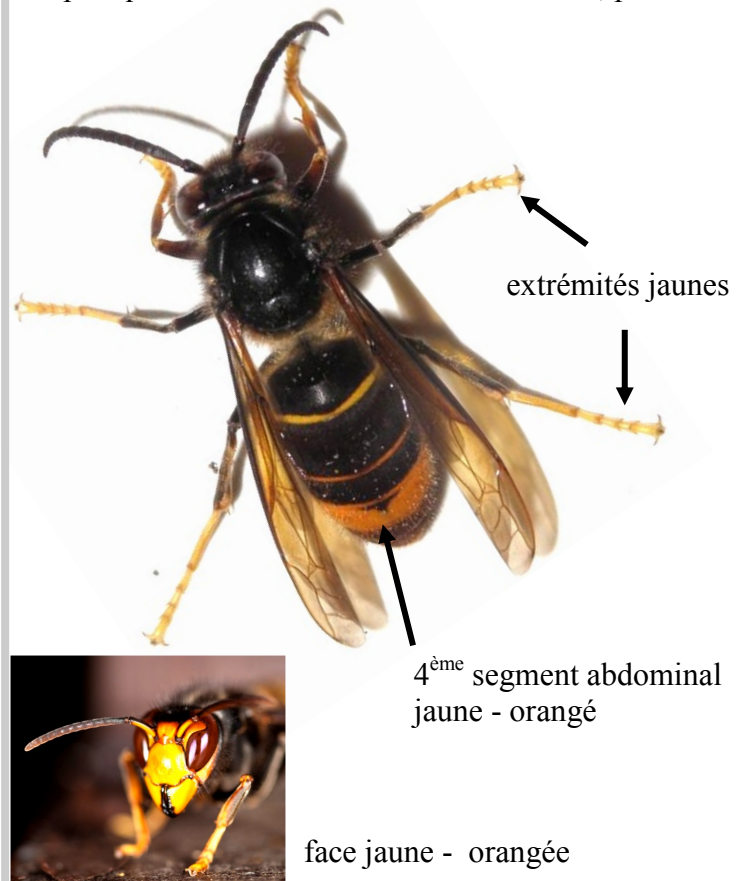 extrémités jaunes
4ème segment abdominal
jaune - orangé
face jaune - orangée